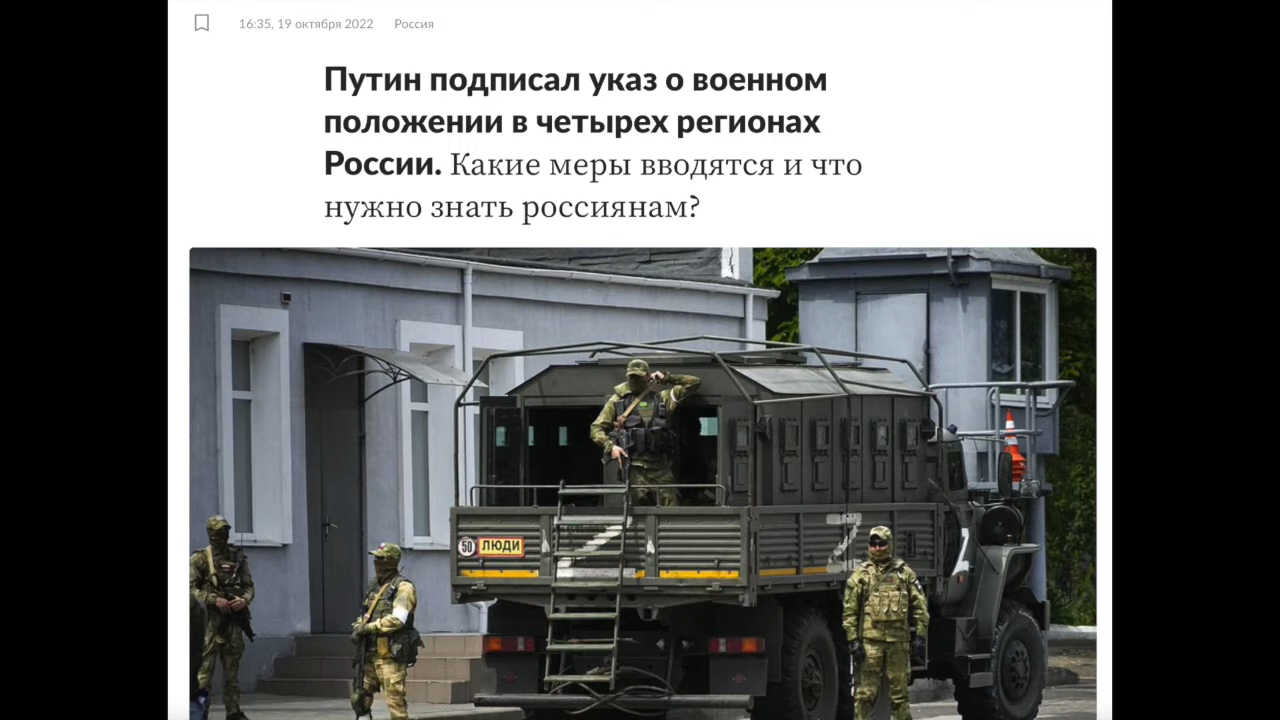 16:35, 19 октября 2022 Россия
Путин подписал указ о военном
положении в четырех регионах
России. Какие меры вводятся и что
нужно знать россиянам?
50 ЛЮДИ
Z
Z